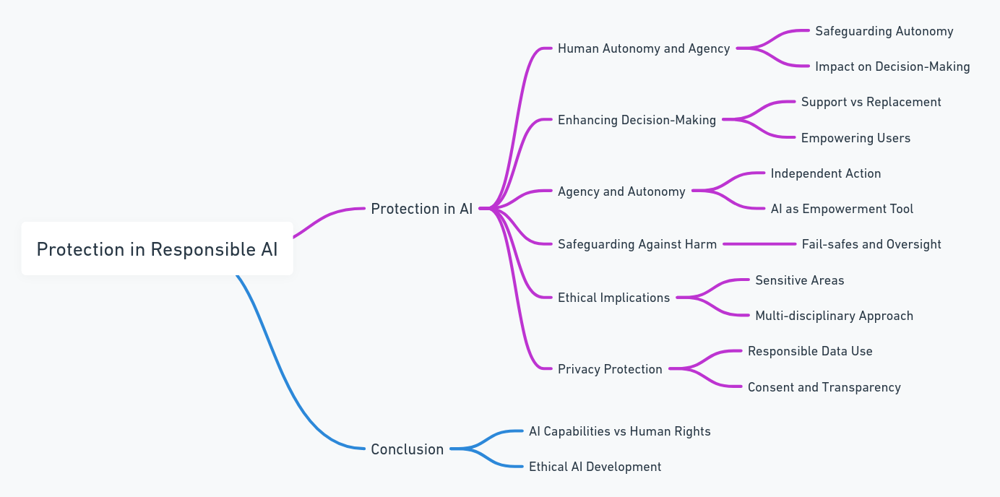 Protection in Responsible AI
Protection in AI
Human Autonomy and Agency
Safeguarding Autonomy
Impact on Decision-Making
Enhancing Decision-Making
Support vs Replacement
Empowering Users
Agency and Autonomy
Independent Action
AI as Empowerment Tool
Safeguarding Against Harm
Fail-safes and Oversight
Ethical Implications
Sensitive Areas
Multi-disciplinary Approach
Privacy Protection
Responsible Data Use
Consent and Transparency
Conclusion
AI Capabilities vs Human Rights
Ethical AI Development